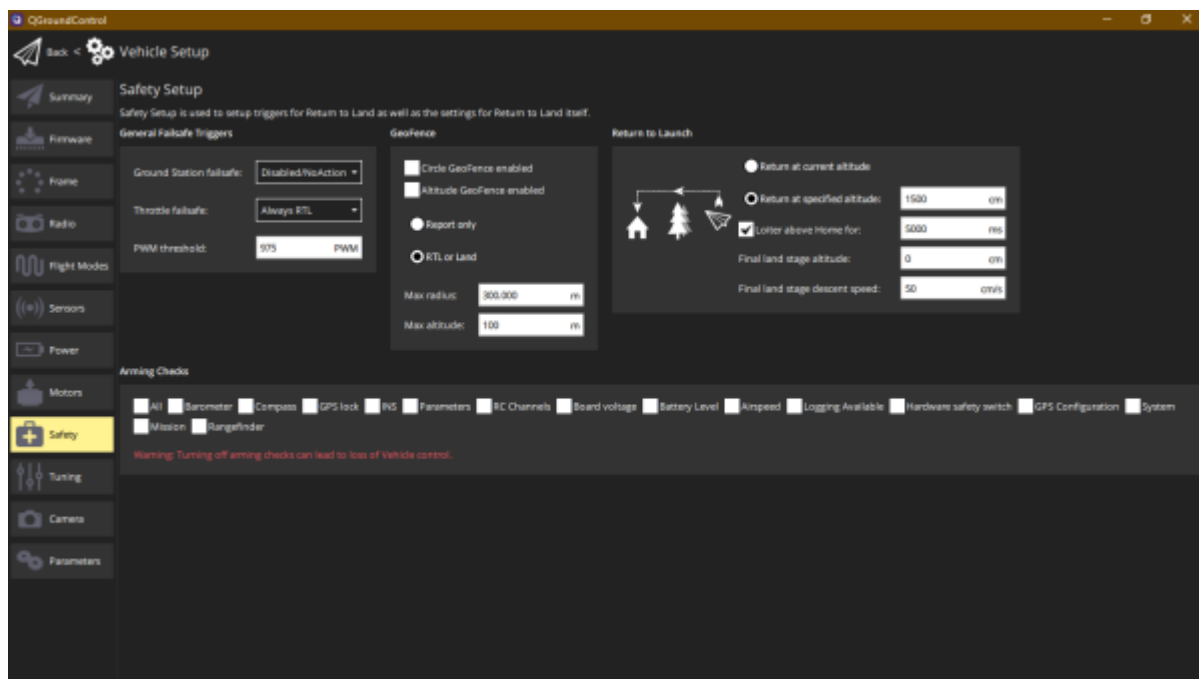 QGroundControl
Back < Vehicle Setup
Summary
Firmware
Frame
Radio
Flight Modes
Sensors
Power
Motors
Safety
Tuning
Camera
Parameters
Safety Setup
Safety Setup is used to setup triggers for Return to Land as well as the settings for Return to Land itself.
General Failsafe Triggers
Ground Station failsafe: Disabled/NoAction
Throttle failsafe: Always RTL
PWM threshold: 975 PWM
GeoFence
Circle GeoFence enabled
Altitude GeoFence enabled
Report only
RTL or Land
Max radius: 300.000 m
Max altitude: 100 m
Return to Launch
Return at current altitude
Return at specified altitude: 1500 cm
Loiter above Home for: 5000 ms
Final land stage altitude: 0 cm
Final land stage descent speed: 50 cm/s
Arming Checks
All Barometer Compass GPS lock INS Parameters RC Channels Board voltage Battery Level Airspeed Logging Available Hardware safety switch GPS Configuration System
Mission Rangefinder
Warning: Turning off arming checks can lead to loss of Vehicle control.